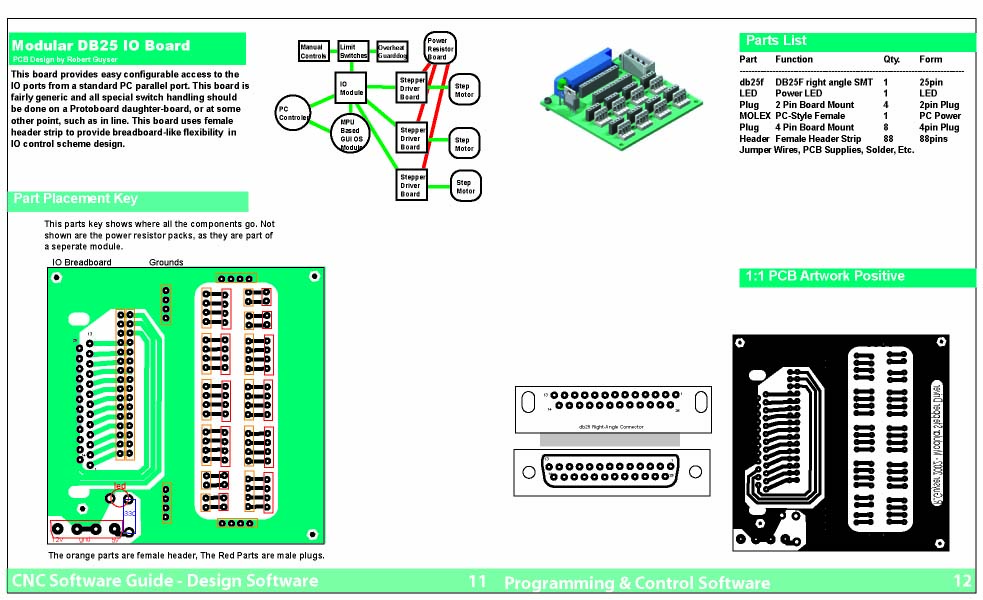 Modular DB25 IO Board
PCB Design by Robert Guyser
This board provides easy configurable access to the
IO ports from a standard PC parallel port. This board is
fairly generic and all special switch handling should
be done on a Protoboard daughter-board, or at some
other point, such as in line. This board uses female
header strip to provide breadboard-like flexibility in
IO control scheme design.
Manual
Controls
Limit
Switches
Overheat
Guarddog
Power
Resistor
Board
IO
Module
Stepper
Driver
Board
Step
Motor
PC
Controler
MPU
Based
GUI OS
Module
Stepper
Driver
Board
Step
Motor
Stepper
Driver
Board
Step
Motor
Parts List
Part Function Qty. Form
db25f DB25F right angle SMT 1 25pin
LED Power LED 1 LED
Plug 2 Pin Board Mount 4 2pin Plug
MOLEX PC-Style Female 1 PC Power
Plug 4 Pin Board Mount 8 4pin Plug
Header Female Header Strip 88 88pins
Jumper Wires, PCB Supplies, Solder, Etc.
Part Placement Key
This parts key shows where all the components go. Not
shown are the power resistor packs, as they are part of
a seperate module.
IO Breadboard Grounds
13
led
330
12v gnd 5v
The orange parts are female header, The Red Parts are male plugs.
db25 Right-Angle Connector
1:1 PCB Artwork Positive
CNC Software Guide - Design Software 11
Programming & Control Software 12